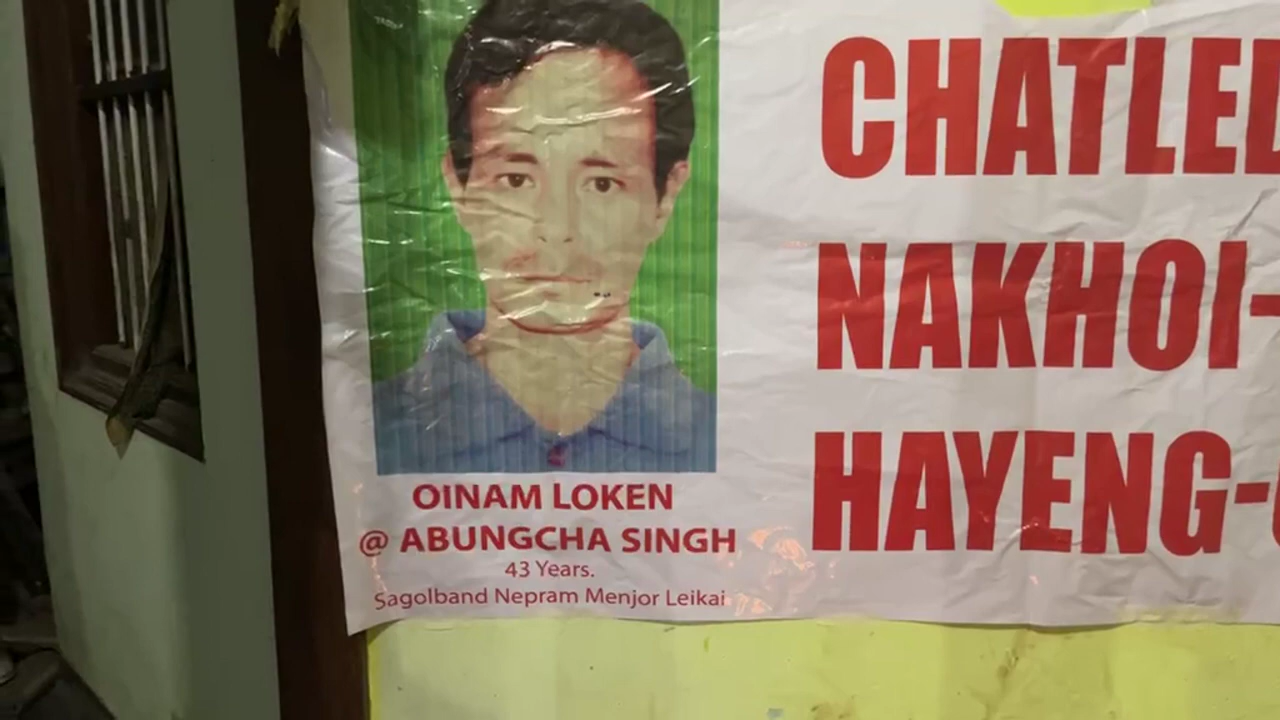 CHATLE
NAKHOI-
HAYENG-
OINAM LOKEN
@ ABUNGCHA SINGH
43 Years.
Sagolband Nepram Menjor Leikai